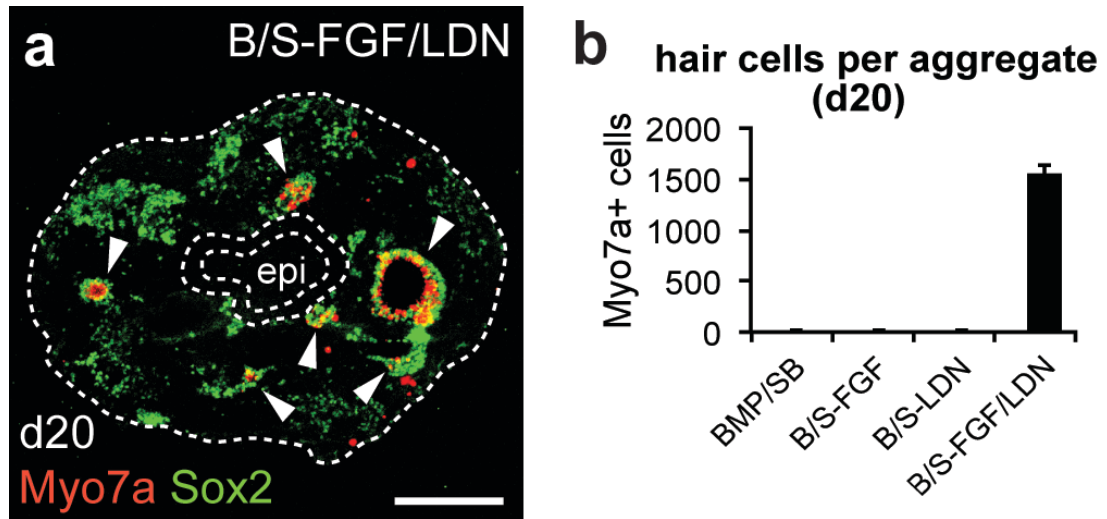 a
B/S-FGF/LDN
epi
d20
Myo7a Sox2
b
hair cells per aggregate
(d20)
Myo7a+ cells
2000
1500
1000
500
0
BMP/SB
B/S-FGF
B/S-LDN
B/S-FGF/LDN